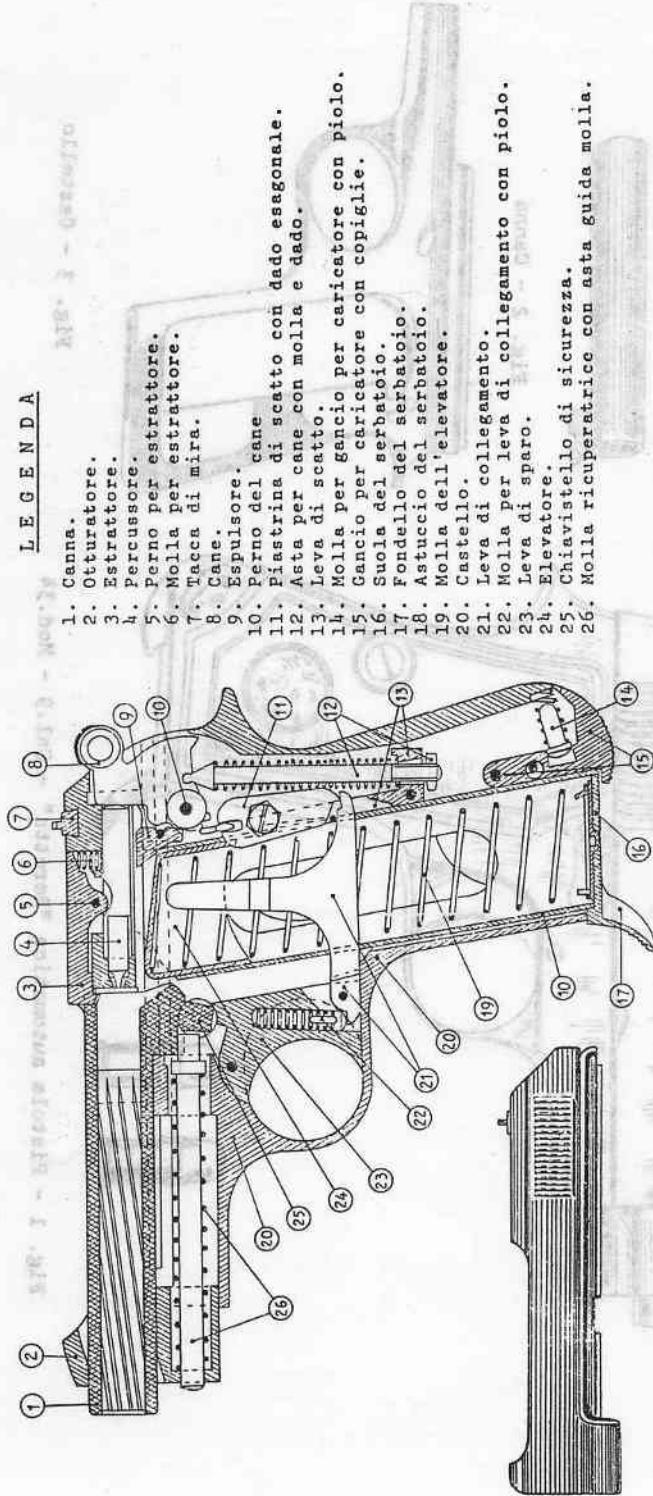 LEGENDA
1. Canna.
2. Otturatore.
3. Estrattore.
4. Percussore.
5. Perno per estrattore.
6. Molla per estrattore.
7. Tacca di mira.
8. Cane.
9. Espulsore.
10. Perno del cane
11. Piastrina di scatto con dado esagonale.
12. Asta per cane con molla e dado.
13. Leva di scatto.
14. Molla per gancio per caricatore con piolo.
15. Gancio per caricatore con copiglie.
16. Suola del serbatoio.
17. Fondello del serbatoio.
18. Astuccio del serbatoio.
19. Molla dell'elevatore.
20. Castello.
21. Leva di collegamento.
22. Molla per leva di collegamento con piolo.
23. Leva di sparo.
24. Elevatore.
25. Chiavistello di sicurezza.
26. Molla ricuperatrice con asta guida molla.
1
2
3
4
5
6
7
8
9
10
11
12
13
14
15
16
17
10
19
20
21
22
23
24
25
20
26
Fig. 3 - Castello
Fig. 2 - Canna